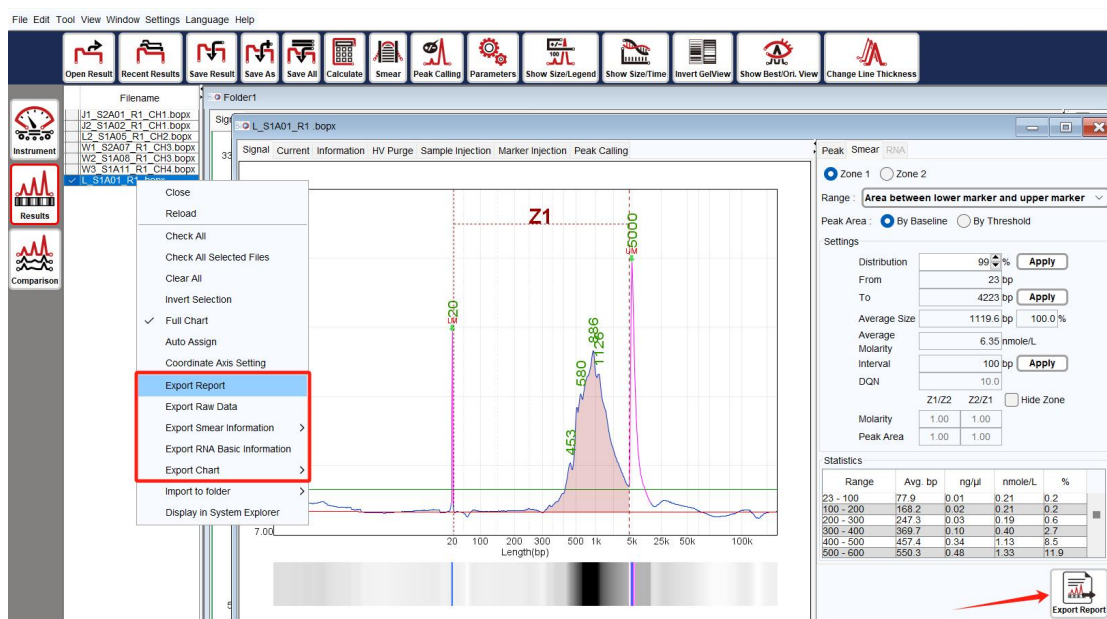 File Edit Tool View Window Settings Language Help
Open Result Recent Results Save Result Save As Save All Calculate Smear Peak Calling Parameters Show Size/Legend Show Size/Time Invert GelView Show Best/Ori. View Change Line Thickness
Instrument
Results
Comparison
Filename
J1_S2A01_R1_CH1.bopx
J2_S1A02_R1_CH1.bopx
L2_S1A05_R1_CH2.bopx
W1_S2A07_R1_CH3.bopx
W2_S1A08_R1_CH3.bopx
W3_S1A11_R1_CH4.bopx
L_S1A01_R1 .bopx
Folder1
L_S1A01_R1 .bopx
Signal Current Information HV Purge Sample Injection Marker Injection Peak Calling
Close
Reload
Check All
Check All Selected Files
Clear All
Invert Selection
Full Chart
Auto Assign
Coordinate Axis Setting
Export Report
Export Raw Data
Export Smear Information
Export RNA Basic Information
Export Chart
Import to folder
Display in System Explorer
Z1
20
LM
453
580
886
1126
5000
UM
7.00
20 100 200 300 500 1k 5k 25k 50k 100k
Length(bp)
Peak Smear RNA
Zone 1 Zone 2
Range : Area between lower marker and upper marker
Peak Area : By Baseline By Threshold
Settings
Distribution 99 % Apply
From 23 bp
To 4223 bp Apply
Average Size 1119.6 bp 100.0 %
Average Molarity 6.35 nmole/L
Interval 100 bp Apply
DQN 10.0
Z1/Z2 Z2/Z1 Hide Zone
Molarity 1.00 1.00
Peak Area 1.00 1.00
Statistics
Range Avg. bp ng/µl nmole/L %
23 - 100 77.9 0.01 0.21 0.2
100 - 200 168.2 0.02 0.21 0.2
200 - 300 247.3 0.03 0.19 0.6
300 - 400 369.7 0.10 0.40 2.7
400 - 500 457.4 0.34 1.13 8.5
500 - 600 550.3 0.48 1.33 11.9
Export Report